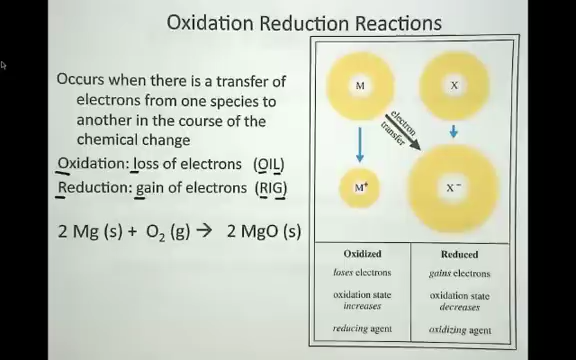 Oxidation Reduction Reactions
Occurs when there is a transfer of
electrons from one species to
another in the course of the
chemical change
Oxidation: loss of electrons (OIL)
Reduction: gain of electrons (RIG)
2 Mg (s) + O₂ (g) → 2 MgO (s)
M
X
electron
transfer
M⁺
X⁻
Oxidized
loses electrons
oxidation state
increases
reducing agent
Reduced
gains electrons
oxidation state
decreases
oxidizing agent